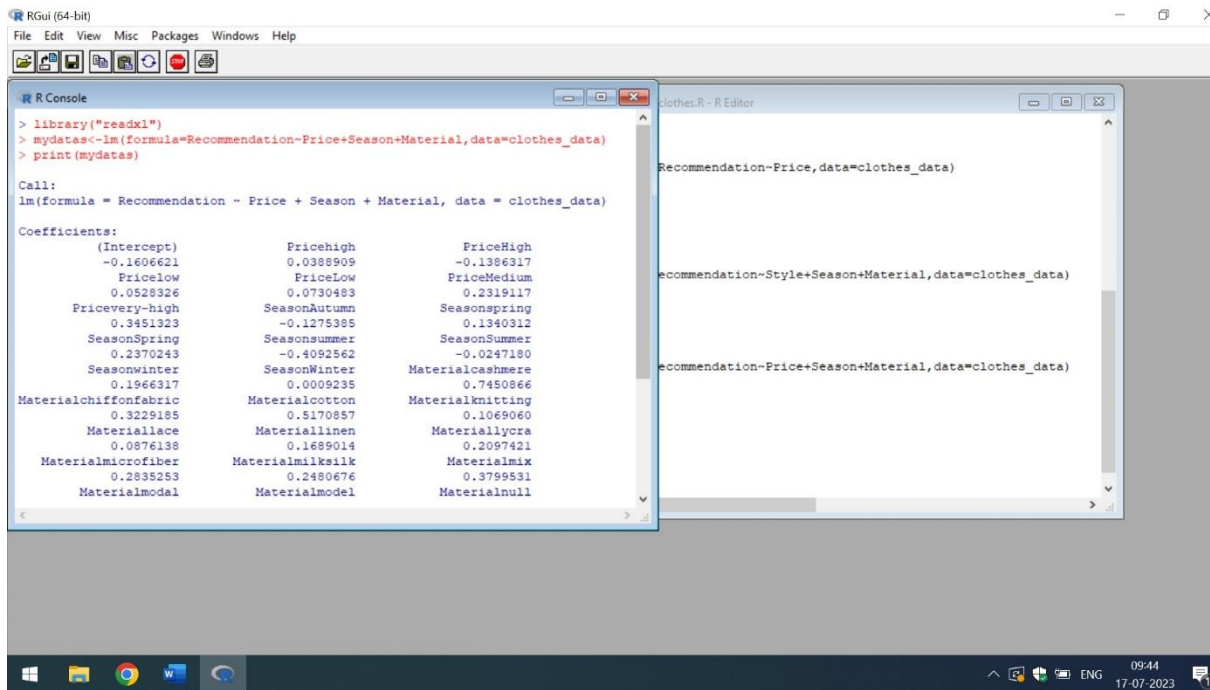 RGui (64-bit)
File Edit View Misc Packages Windows Help
STOP
R Console
> library("readxl")
> mydatas<-lm(formula=Recommendation~Price+Season+Material,data=clothes_data)
> print(mydatas)
Call:
lm(formula = Recommendation ~ Price + Season + Material, data = clothes_data)
Coefficients:
(Intercept) Pricehigh PriceHigh
-0.1606621 0.0388909 -0.1386317
Pricelow PriceLow PriceMedium
0.0528326 0.0730483 0.2319117
Pricevery-high SeasonAutumn Seasonspring
0.3451323 -0.1275385 0.1340312
SeasonSpring Seasonsummer SeasonSummer
0.2370243 -0.4092562 -0.0247180
Seasonwinter SeasonWinter Materialcashmere
0.1966317 0.0009235 0.7450866
Materialchiffonfabric Materialcotton Materialknitting
0.3229185 0.5170857 0.1069060
Materiallace Materiallinen Materiallycra
0.0876138 0.1689014 0.2097421
Materialmicrofiber Materialmilksilk Materialmix
0.2835253 0.2480676 0.3799531
Materialmodal Materialmodel Materialnull
clothes.R - R Editor
Recommendation~Price,data=clothes_data)
ecommendation~Style+Season+Material,data=clothes_data)
ecommendation~Price+Season+Material,data=clothes_data)
ENG
09:44
17-07-2023